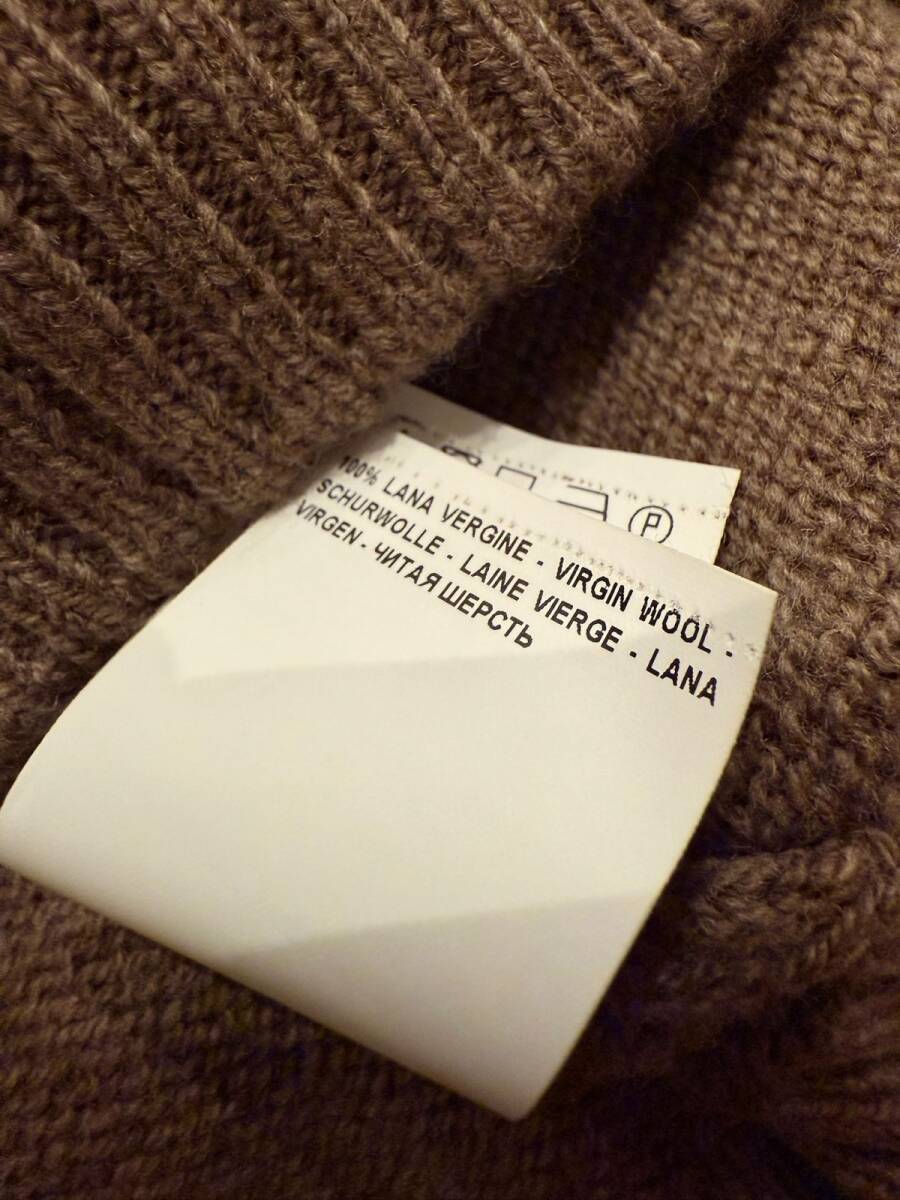 100% LANA VERGINE - VIRGIN WOOL -
SCHURWOLLE - LAINE VIERGE - LANA
VIRGEN - ЧИТАЯ ШЕРСТЬ
P